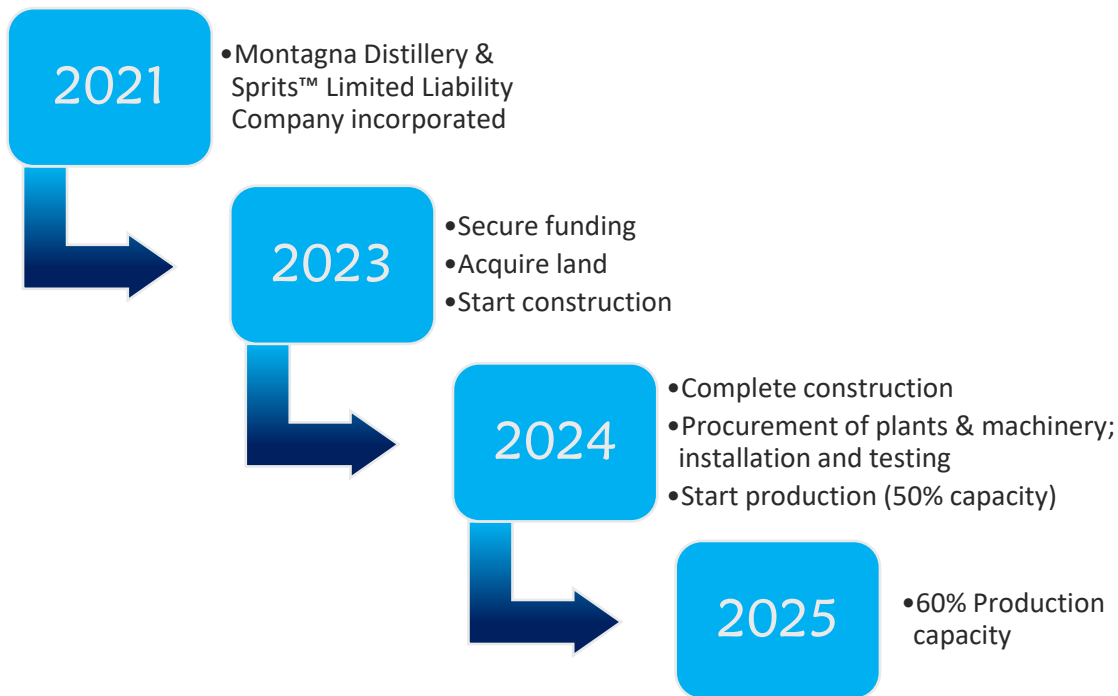 2021
•Montagna Distillery &
Sprits™ Limited Liability
Company incorporated
2023
•Secure funding
•Acquire land
•Start construction
2024
•Complete construction
•Procurement of plants & machinery;
installation and testing
•Start production (50% capacity)
2025
•60% Production
capacity